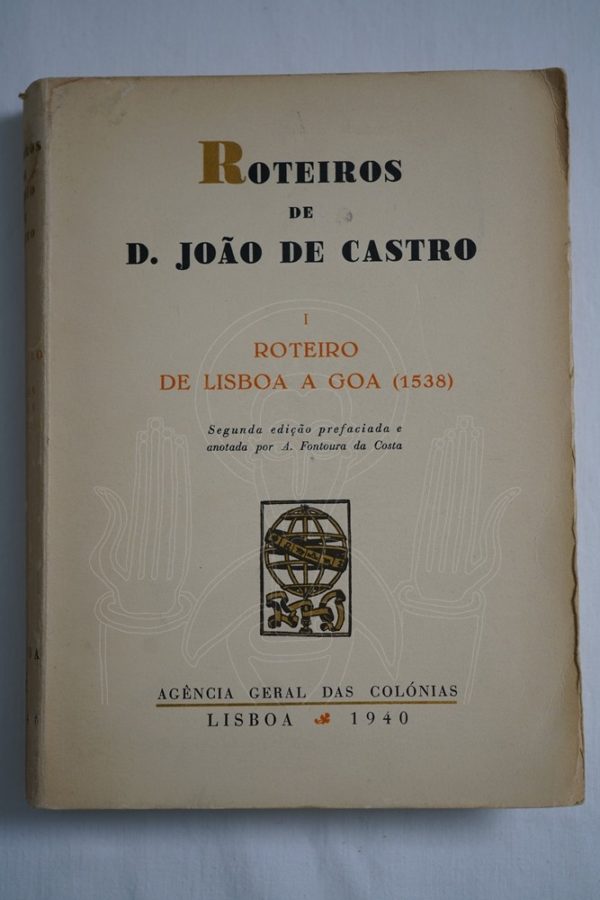 ROTEIROS
DE
D. JOÃO DE CASTRO
I
ROTEIRO
DE LISBOA A GOA (1538)
Segunda edição prefaciada e
anotada por A. Fontoura da Costa
AGÊNCIA GERAL DAS COLÓNIAS
LISBOA 1940